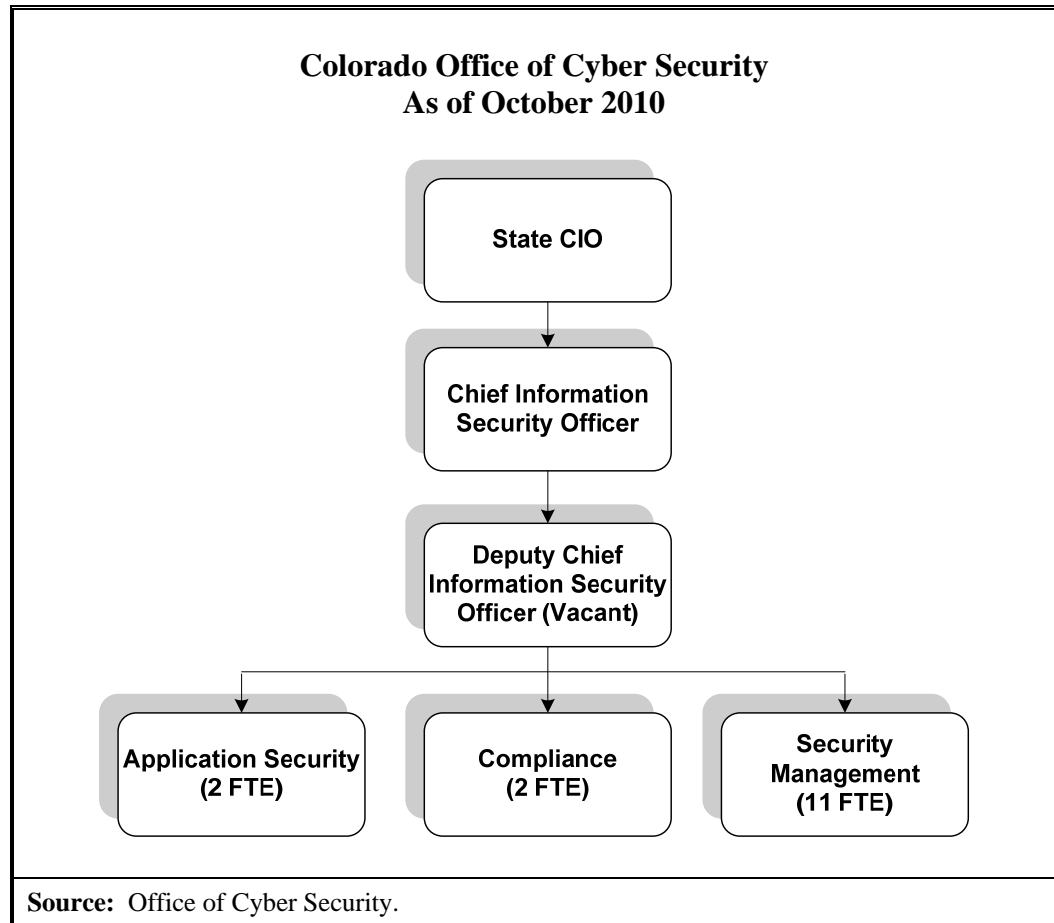 Colorado Office of Cyber Security
As of October 2010
State CIO
Chief Information
Security Officer
Deputy Chief
Information Security
Officer (Vacant)
Application Security
(2 FTE)
Compliance
(2 FTE)
Security
Management
(11 FTE)
Source: Office of Cyber Security.